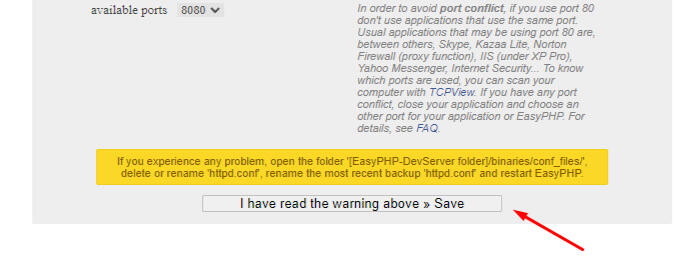 available ports 8080
In order to avoid port conflict, if you use port 80
don't use applications that use the same port.
Usual applications that may be using port 80 are,
between others, Skype, Kazaa Lite, Norton
Firewall (proxy function), IIS (under XP Pro),
Yahoo Messenger, Internet Security... To know
which ports are used, you can scan your
computer with TCPView. If you have any port
conflict, close your application and choose an
other port for your application or EasyPHP. For
details, see FAQ.
If you experience any problem, open the folder '[EasyPHP-DevServer folder]/binaries/conf_files/',
delete or rename 'httpd.conf', rename the most recent backup 'httpd.conf' and restart EasyPHP.
I have read the warning above » Save